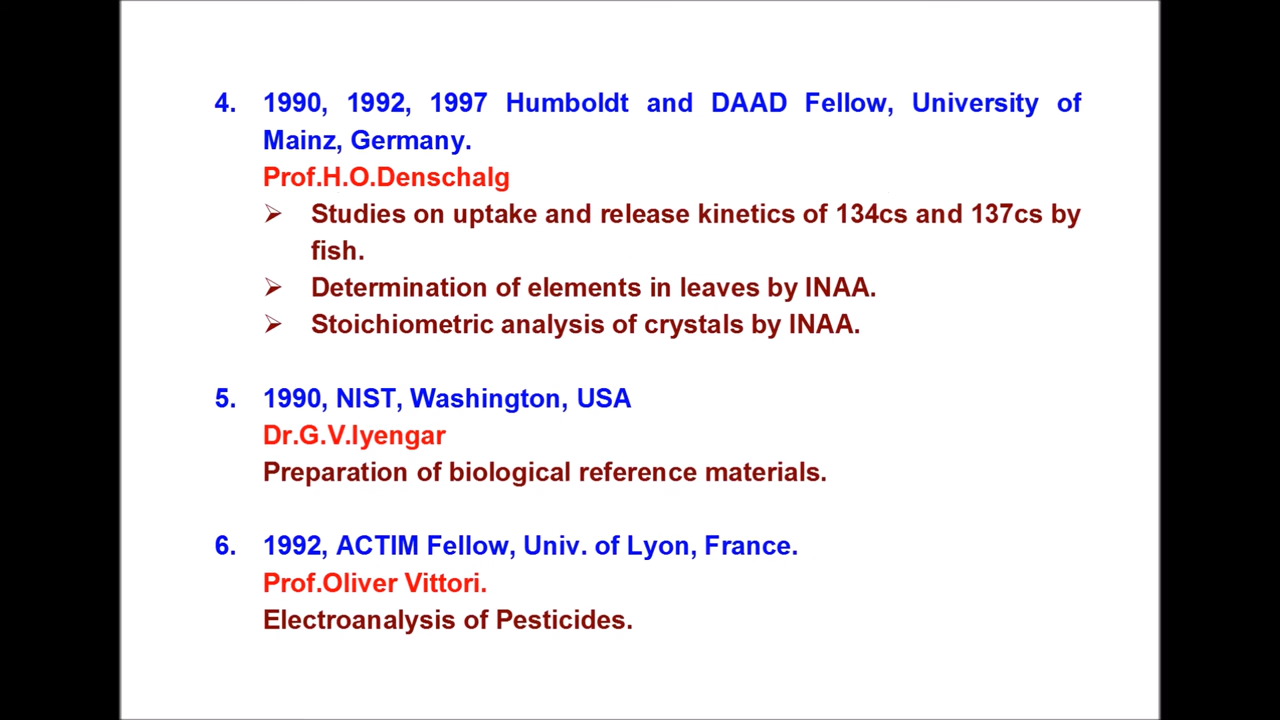 4. 1990, 1992, 1997 Humboldt and DAAD Fellow, University of
Mainz, Germany.
Prof.H.O.Denschalg
➢ Studies on uptake and release kinetics of 134cs and 137cs by
fish.
➢ Determination of elements in leaves by INAA.
➢ Stoichiometric analysis of crystals by INAA.
5. 1990, NIST, Washington, USA
Dr.G.V.Iyengar
Preparation of biological reference materials.
6. 1992, ACTIM Fellow, Univ. of Lyon, France.
Prof.Oliver Vittori.
Electroanalysis of Pesticides.